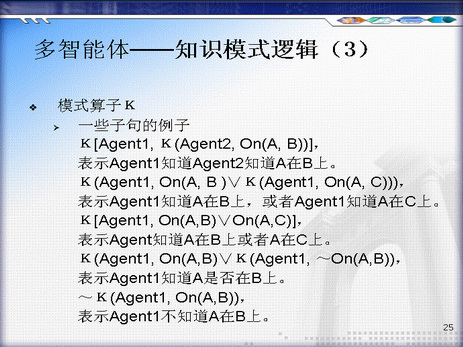 多智能体——知识模式逻辑（3）
❖ 模式算子K
➢ 一些子句的例子
K[Agent1, K(Agent2, On(A, B))],
表示Agent1知道Agent2知道A在B上。
K(Agent1, On(A, B )∨K(Agent1, On(A, C))),
表示Agent1知道A在B上，或者Agent1知道A在C上。
K[Agent1, On(A,B)∨On(A,C)],
表示Agent知道A在B上或者A在C上。
K(Agent1, On(A,B)∨K(Agent1, ～On(A,B)),
表示Agent1知道A是否在B上。
～K(Agent1, On(A,B)),
表示Agent1不知道A在B上。
25